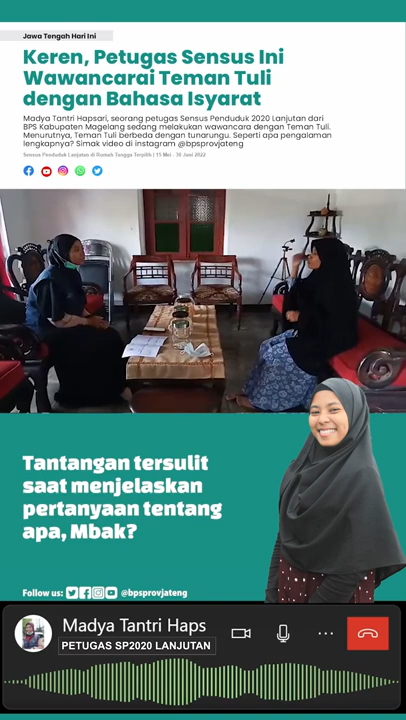 Jawa Tengah Hari Ini
Keren, Petugas Sensus Ini
Wawancarai Teman Tuli
dengan Bahasa Isyarat
Madya Tantri Hapsari, seorang petugas Sensus Penduduk 2020 Lanjutan dari
BPS Kabupaten Magelang sedang melakukan wawancara dengan Teman Tuli.
Menurutnya, Teman Tuli berbeda dengan tunarungu. Seperti apa pengalaman
lengkapnya? Simak video di instagram @bpsprovjateng
Sensus Penduduk Lanjutan di Rumah Tangga Terpilih | 15 Mei - 30 Juni 2022
Tantangan tersulit
saat menjelaskan
pertanyaan tentang
apa, Mbak?
Follow us: @bpsprovjateng
Madya Tantri Haps
PETUGAS SP2020 LANJUTAN